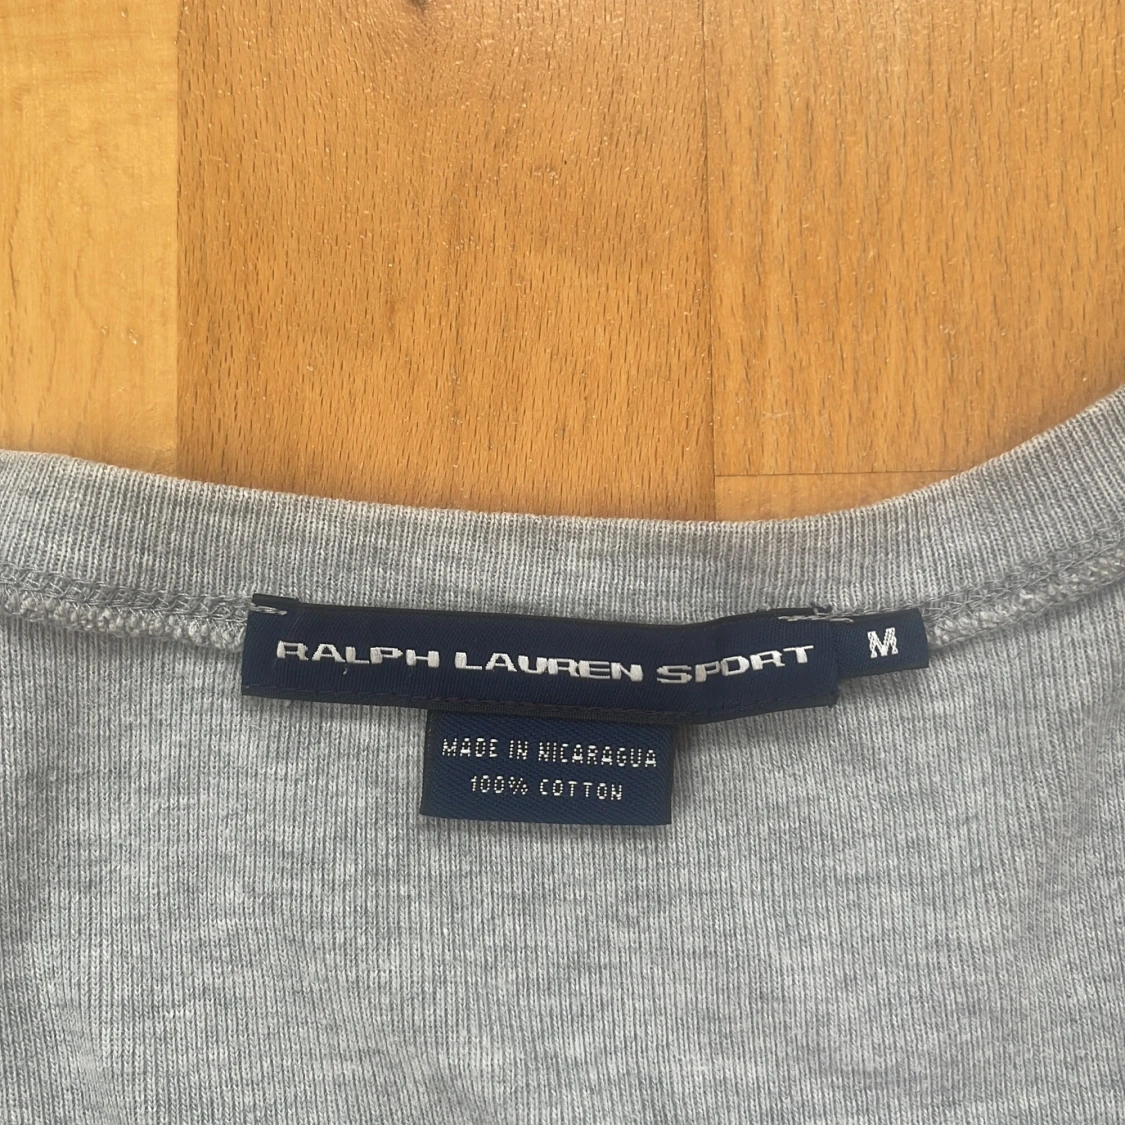 RALPH LAUREN SPORT
M
MADE IN NICARAGUA
100% COTTON